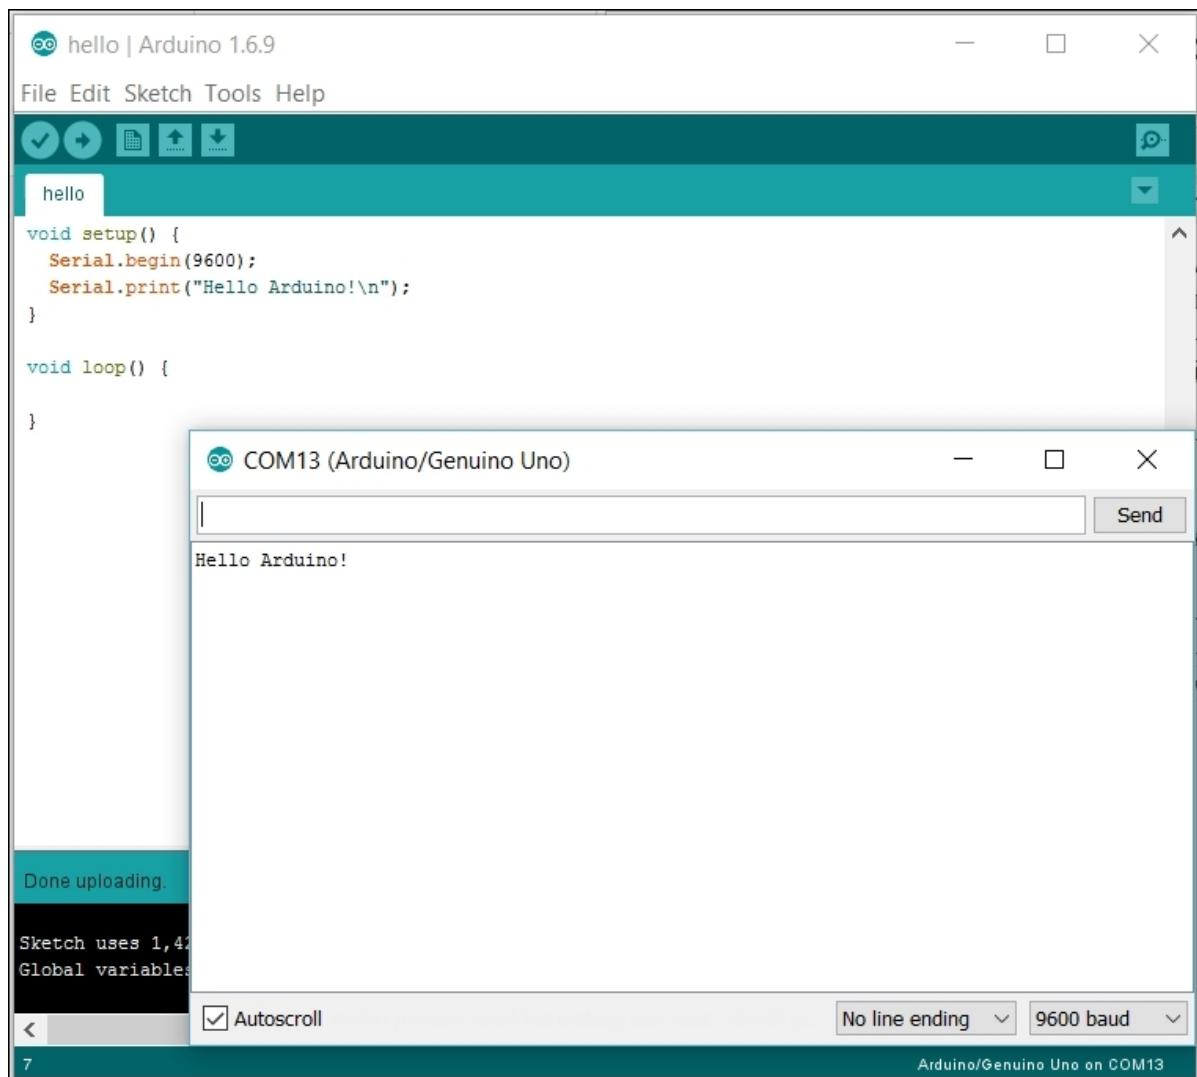 hello | Arduino 1.6.9
File Edit Sketch Tools Help
hello
void setup() {
  Serial.begin(9600);
  Serial.print("Hello Arduino!\n");
}
void loop() {
}
COM13 (Arduino/Genuino Uno)
Send
Hello Arduino!
Done uploading.
Sketch uses 1,42
Global variables
Autoscroll
No line ending
9600 baud
7
Arduino/Genuino Uno on COM13